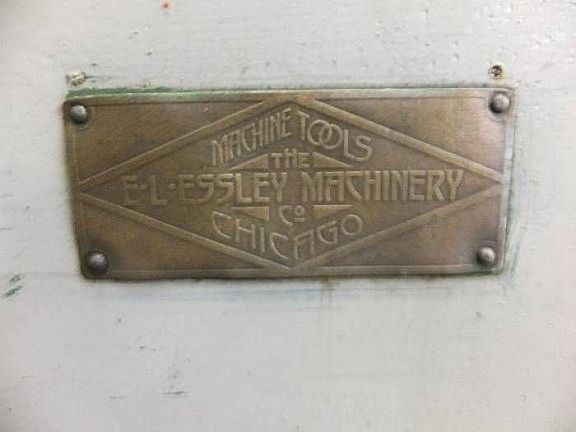 MACHINE TOOLS
THE
E·L·ESSLEY MACHINERY
Co
CHICAGO